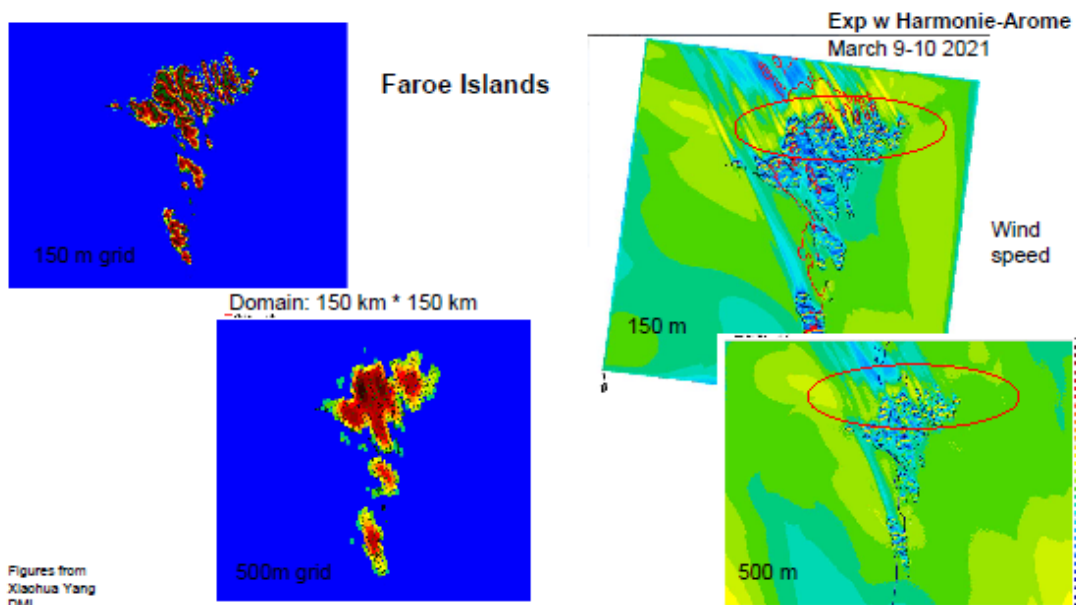 Exp w Harmonie-Arome
March 9-10 2021
Faroe Islands
150 m grid
Wind
speed
150 m
Domain: 150 km * 150 km
500m grid
500 m
Figures from
Xiaohua Yang
DMI